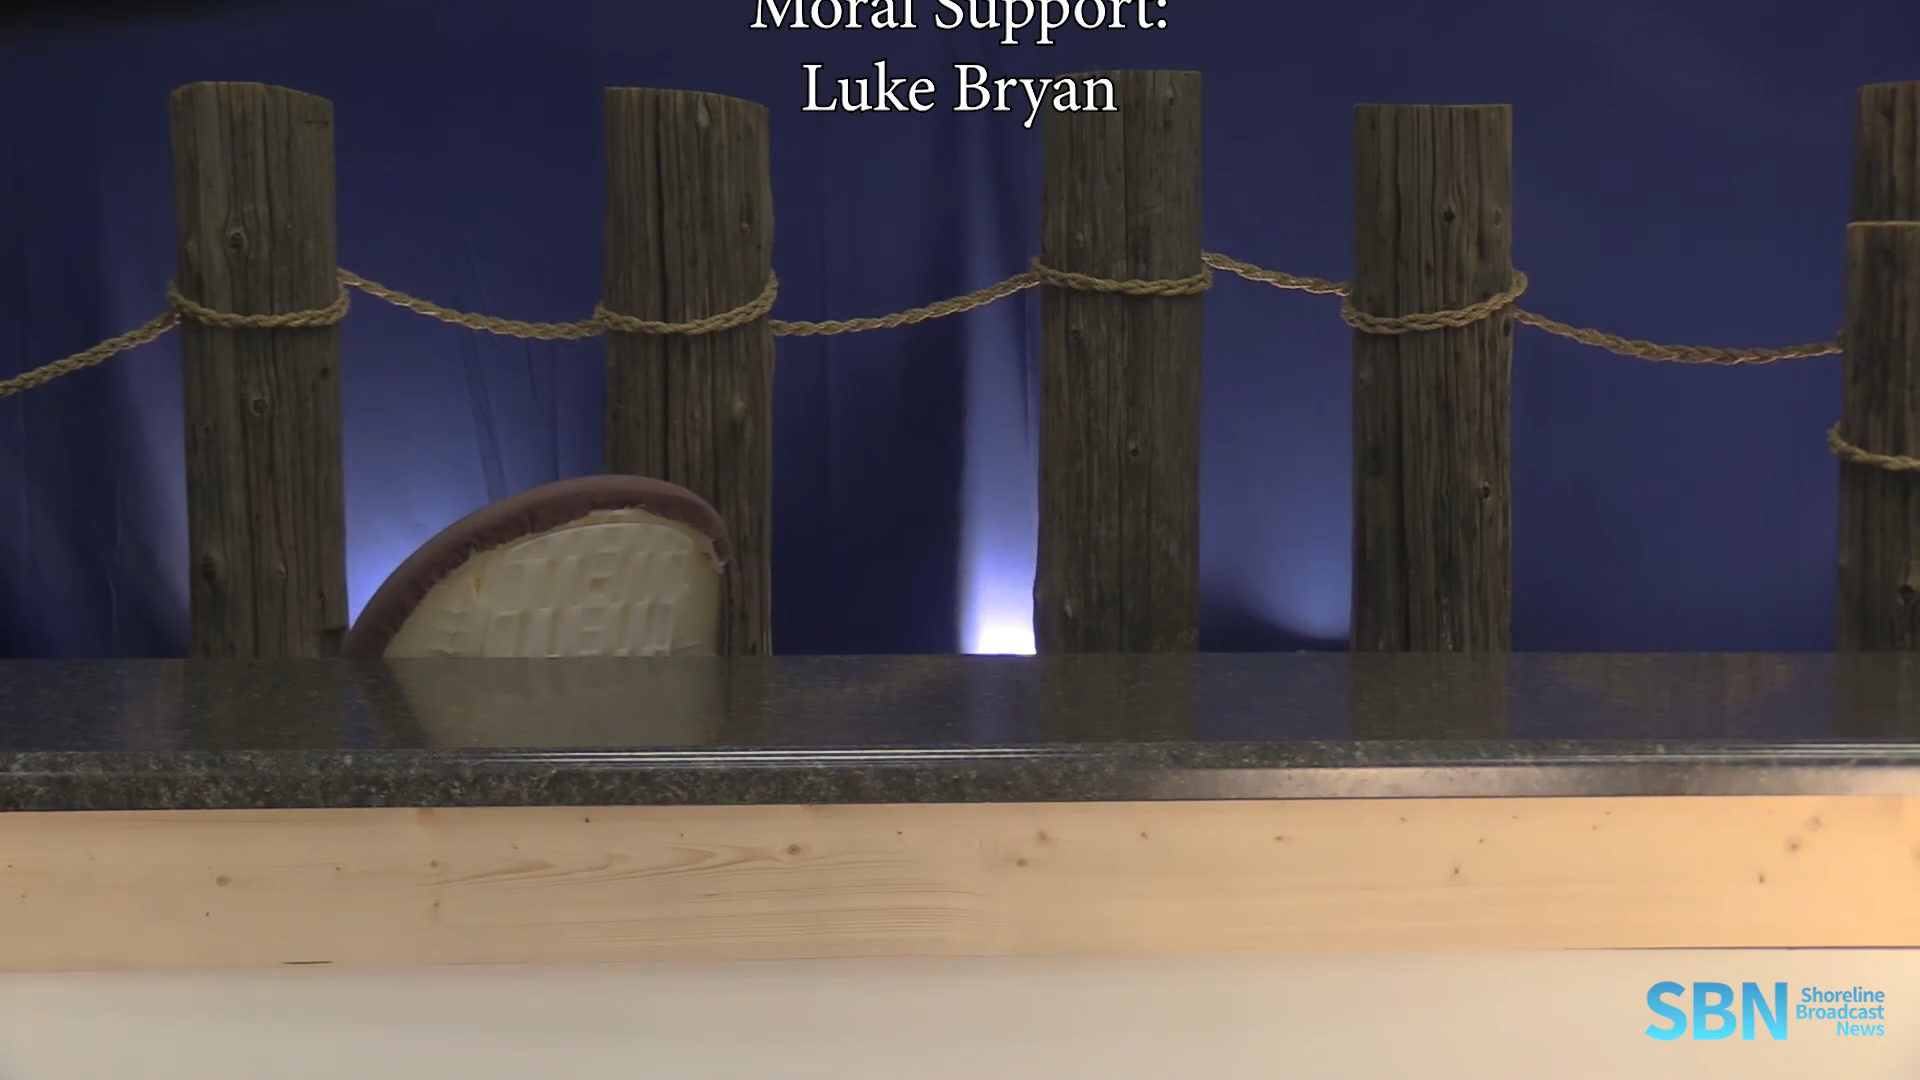 Moral Support:
Luke Bryan
SBN
Shoreline
Broadcast
News